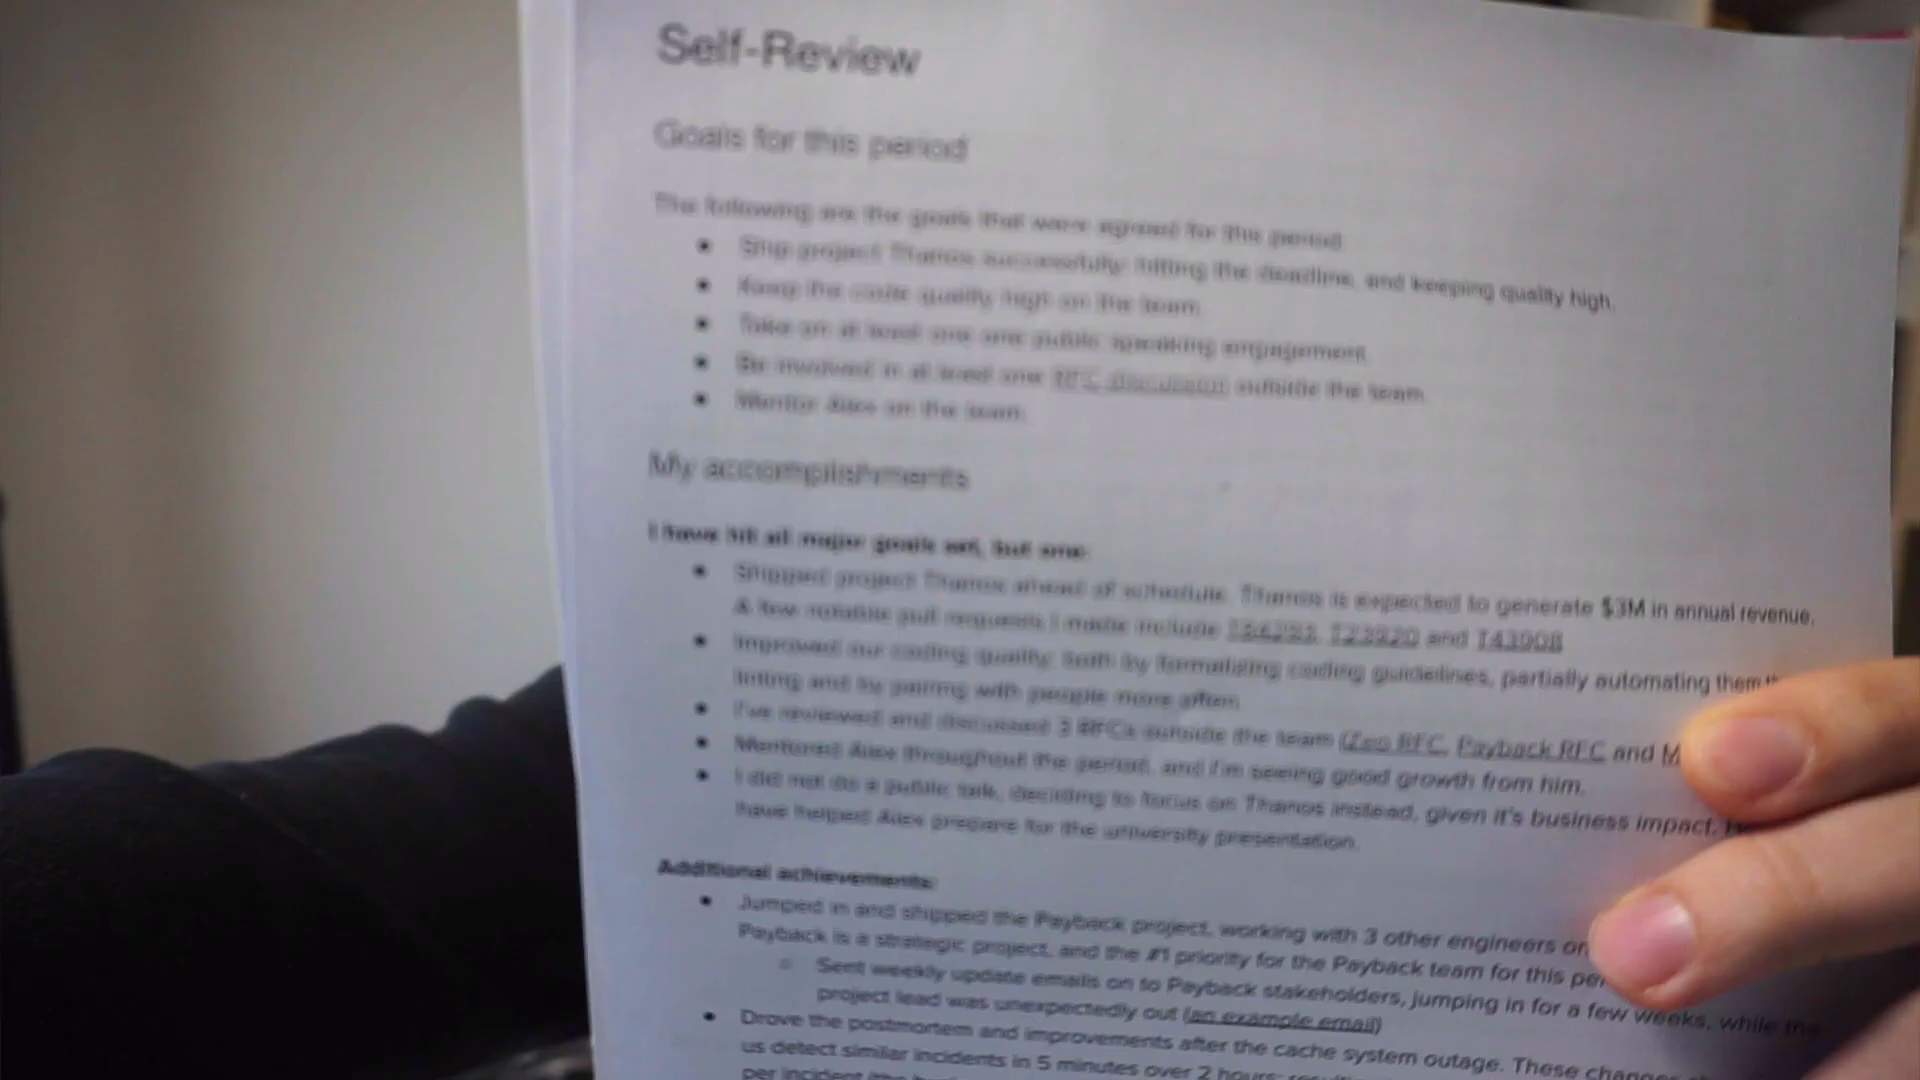 Self-Review
Goals for this period
The following are the goals that were agreed for this period.
Ship project Thanos successfully: hitting the deadline, and keeping quality high.
Keep the code quality high on the team.
Take on at least one one public speaking engagement.
Be involved in at least one RFC discussion outside the team.
Mentor Alex on the team.
My accomplishments
I have hit all major goals set, but one:
Shipped project Thanos ahead of schedule. Thanos is expected to generate $3M in annual revenue.
A few notable pull requests I made include and T43908
Improved our coding quality: both by formalizing coding guidelines, partially automating them
linting and by pairing with people more often.
I've reviewed and discussed 3 RFCs outside the team (Zen RFC, Payback RFC and M
Mentored Alex throughout the period, and I'm seeing good growth from him.
I did not do a public talk, deciding to focus on Thanos instead, given it's business impact.
have helped Alex prepare for the university presentation.
Additional achievements:
Jumped in and shipped the Payback project, working with 3 other engineers on
Payback is a strategic project, and the #1 priority for the Payback team for this per
Sent weekly update emails on to Payback stakeholders, jumping in for a few weeks, while the
project lead was unexpectedly out (an example email)
Drove the postmortem and improvements after the cache system outage. These changes
us detect similar incidents in 5 minutes over 2 hours;
per incident